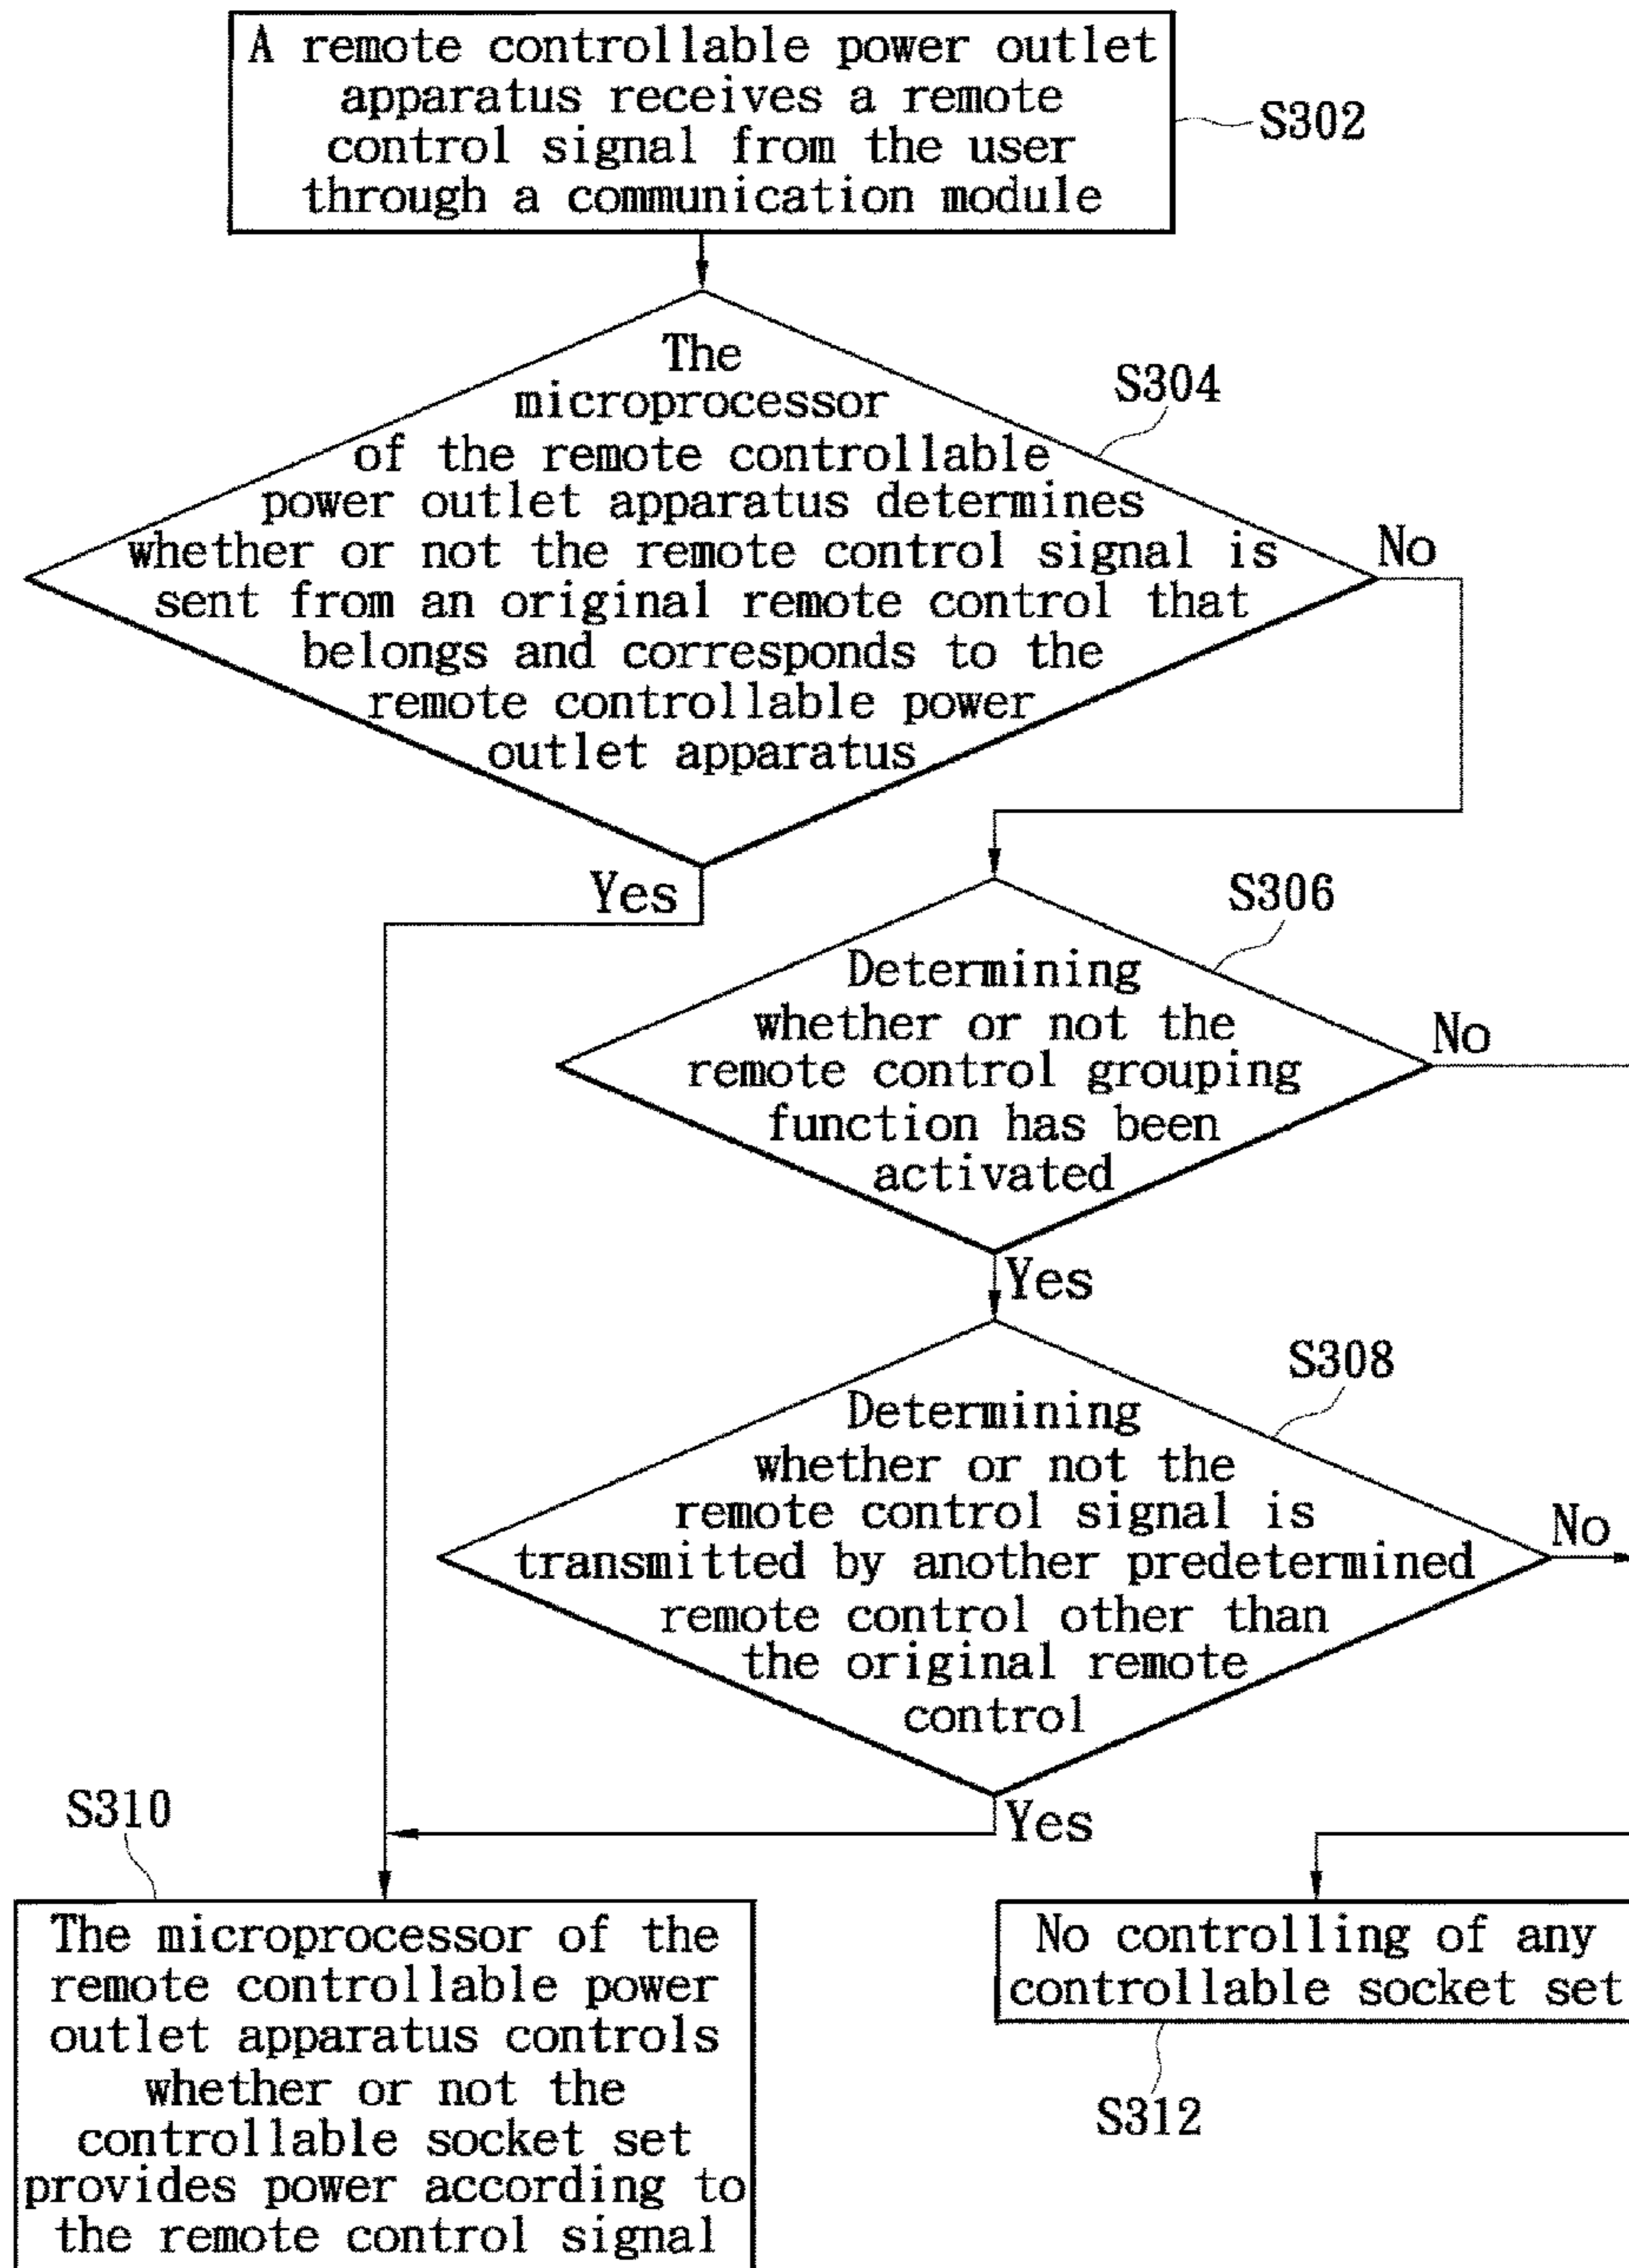 A remote controllable power outlet
apparatus receives a remote
control signal from the user
through a communication module
S302
The
microprocessor
of the remote controllable
power outlet apparatus determines
whether or not the remote control signal is
sent from an original remote control that
belongs and corresponds to the
remote controllable power
outlet apparatus
S304
No
Yes
Determining
whether or not the
remote control grouping
function has been
activated
S306
No
Yes
Determining
whether or not the
remote control signal is
transmitted by another predetermined
remote control other than
the original remote
control
S308
No
Yes
S310
The microprocessor of the
remote controllable power
outlet apparatus controls
whether or not the
controllable socket set
provides power according to
the remote control signal
No controlling of any
controllable socket set
S312